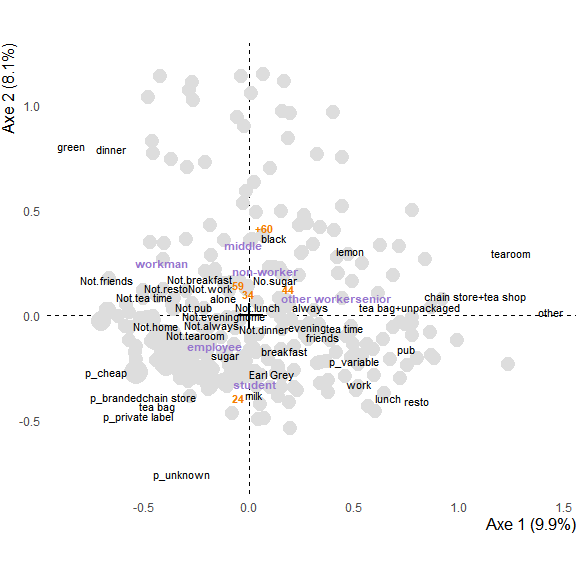 Axe 2 (8.1%)
1.0
green
dinner
0.5
+60
black
middle
lemon
tearoom
workman
non-worker
Not.friends
Not.breakfast
No.sugar
59
Not.resto
Not.work
44
34
Not.tea time
alone
other worker
senior
chain store+tea shop
Not.pub
Not.lunch
always
tea bag+unpackaged
other
0.0
Not.evening
home
Not.home
Not.always
Not.dinner
evening
tea time
Not.tearoom
friends
employee
sugar
breakfast
pub
p_variable
p_cheap
Earl Grey
student
work
p_branded
chain store
24
milk
lunch
resto
tea bag
p_private label
-0.5
p_unknown
-0.5
0.0
0.5
1.0
1.5
Axe 1 (9.9%)